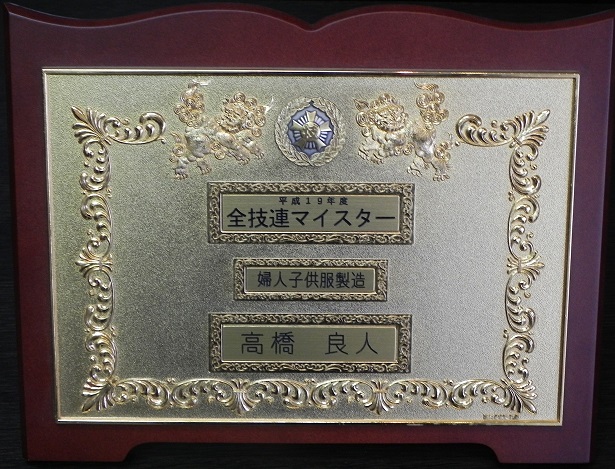 平成19年度
全技連マイスター
婦人子供服製造
高橋 良人